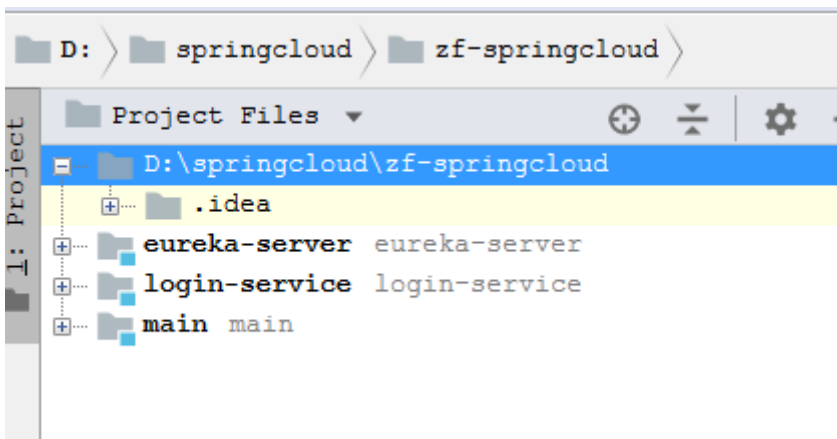 D: springcloud zf-springcloud
1: Project
Project Files
D:\springcloud\zf-springcloud
.idea
eureka-server eureka-server
login-service login-service
main main